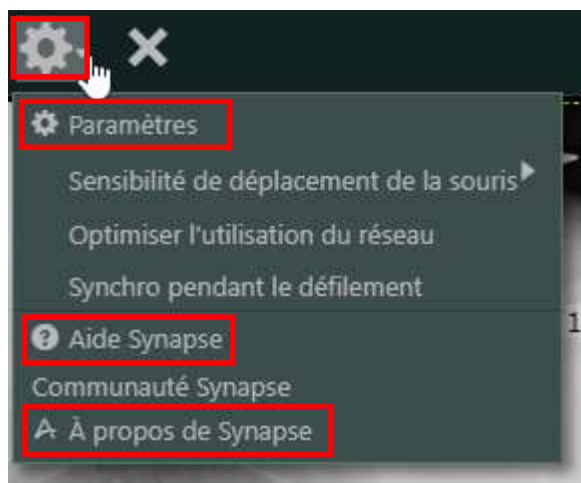 Paramètres
Sensibilité de déplacement de la souris
Optimiser l'utilisation du réseau
Synchro pendant le défilement
Aide Synapse
1
Communauté Synapse
À propos de Synapse